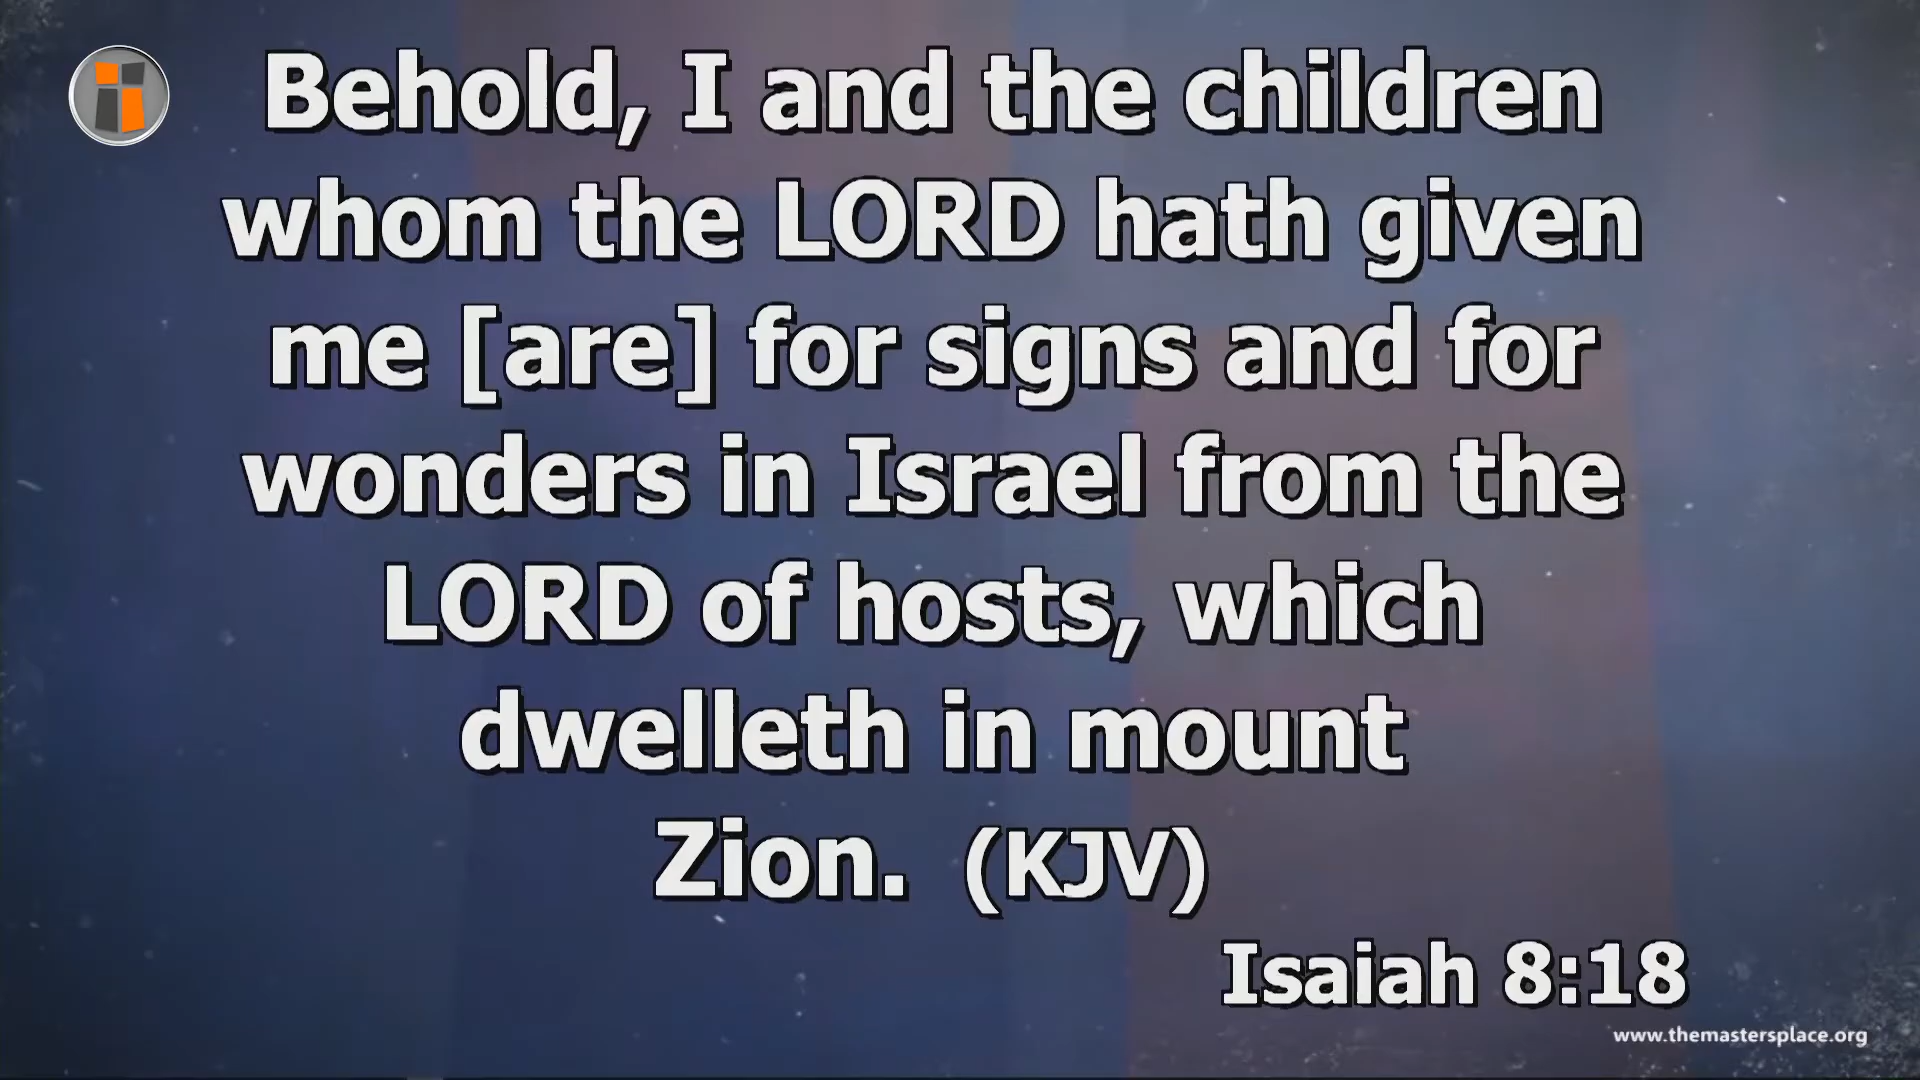 Behold, I and the children
whom the LORD hath given
me [are] for signs and for
wonders in Israel from the
LORD of hosts, which
dwelleth in mount
Zion. (KJV)
Isaiah 8:18
www.themastersplace.org